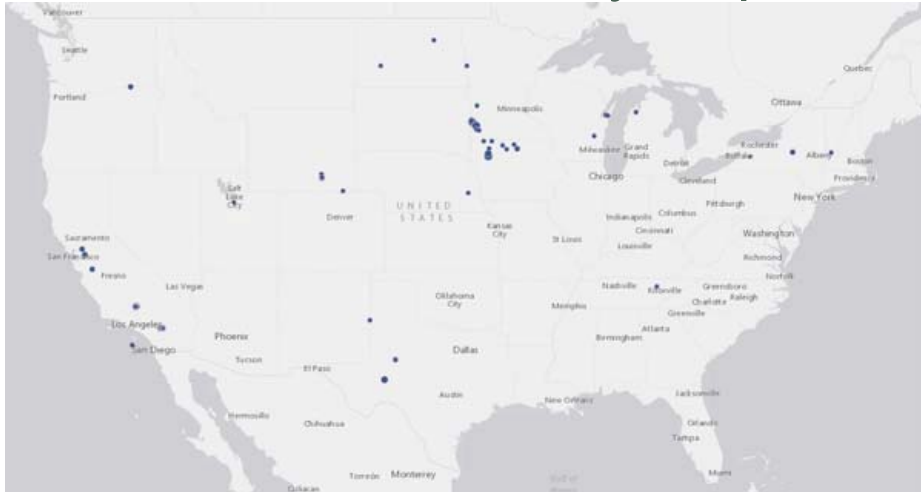 Vancouver
Seattle
Portland
Quebec
Ottawa
Minneapolis
Rochester
Milwaukee
Grand
Rapids
Detroit
Buffalo
Albany
Boston
Providence
Chicago
Cleveland
New York
Salt
Lake
City
Denver
UNITED
STATES
Pittsburgh
Indianapolis
Columbus
Kansas
City
Cincinnati
Washington
St Louis
Louisville
Sacramento
San Francisco
Richmond
Norfolk
Fresno
Las Vegas
Nashville
Knoxville
Greensboro
Raleigh
Charlotte
Greenville
Oklahoma
City
Memphis
Los Angeles
Phoenix
Atlanta
Birmingham
San Diego
Tucson
Dallas
El Paso
Austin
New Orleans
Jacksonville
Hermosillo
Chihuahua
Orlando
Tampa
Torreón
Monterrey
Miami
Culiacan